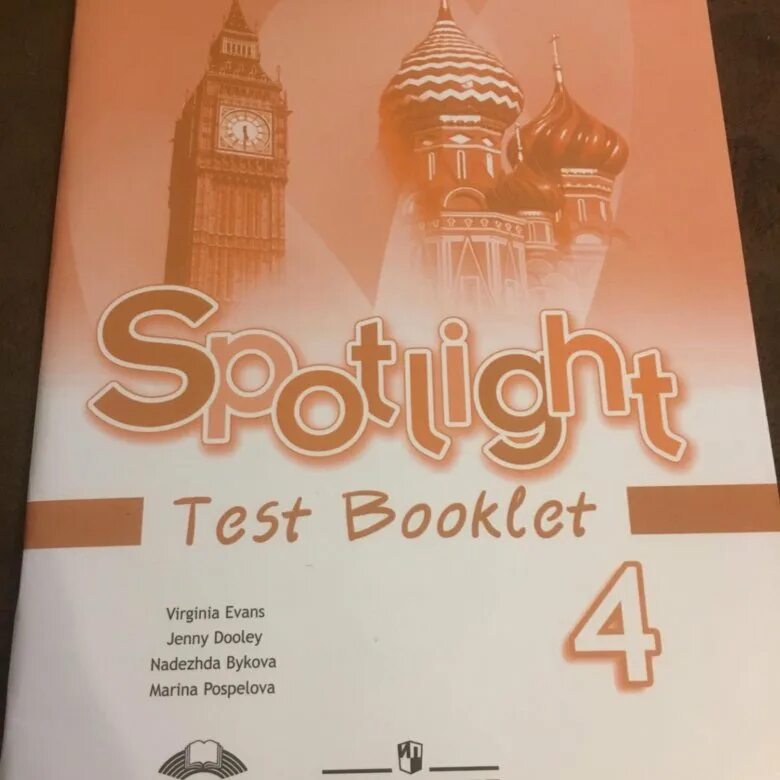 Spotlight
Test Booklet
4
Virginia Evans
Jenny Dooley
Nadezhda Bykova
Marina Pospelova